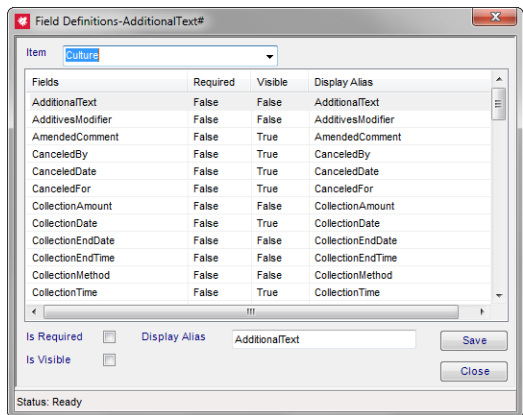 Field Definitions-AdditionalText#
Item Culture
Fields Required Visible Display Alias
AdditionalText False False AdditionalText
AdditivesModifier False False AdditivesModifier
AmendedComment False True AmendedComment
CanceledBy False True CanceledBy
CanceledDate False True CanceledDate
CanceledFor False True CanceledFor
CollectionAmount False False CollectionAmount
CollectionDate False True CollectionDate
CollectionEndDate False False CollectionEndDate
CollectionEndTime False False CollectionEndTime
CollectionMethod False False CollectionMethod
CollectionTime False True CollectionTime
Is Required Display Alias AdditionalText Save
Is Visible
Close
Status: Ready